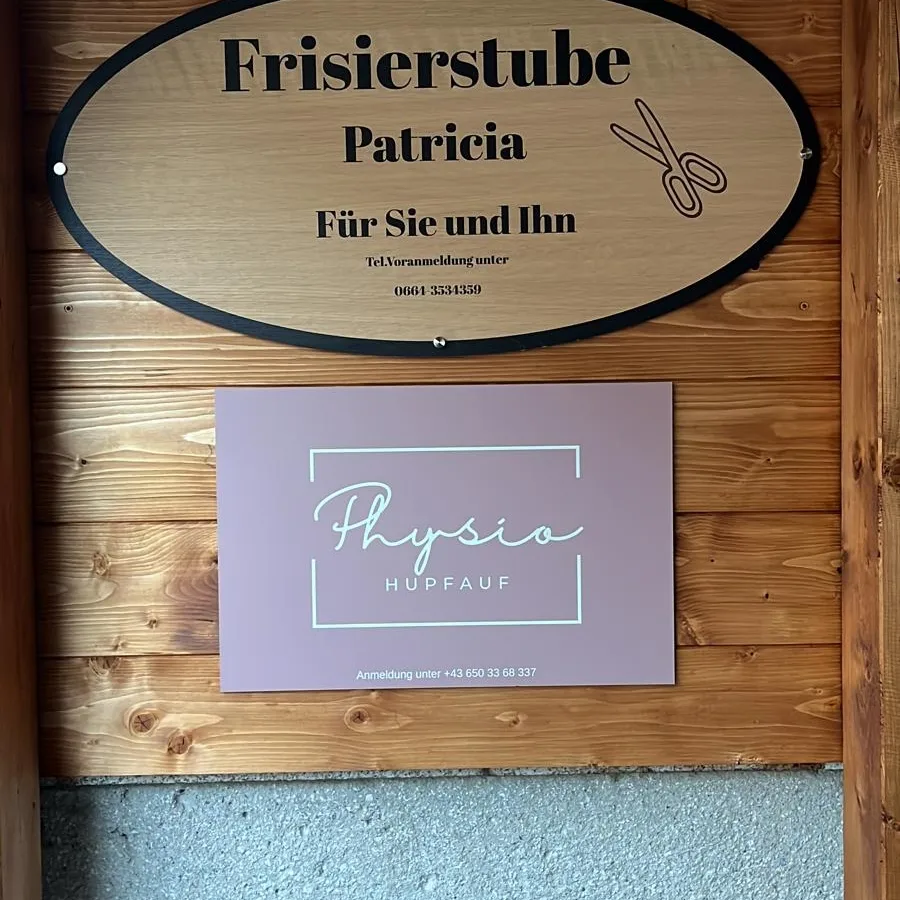 Frisierstube
Patricia
Für Sie und Ihn
Tel.Voranmeldung unter
0664-3534359
Physio
HUPFAUF
Anmeldung unter +43 650 33 68 337